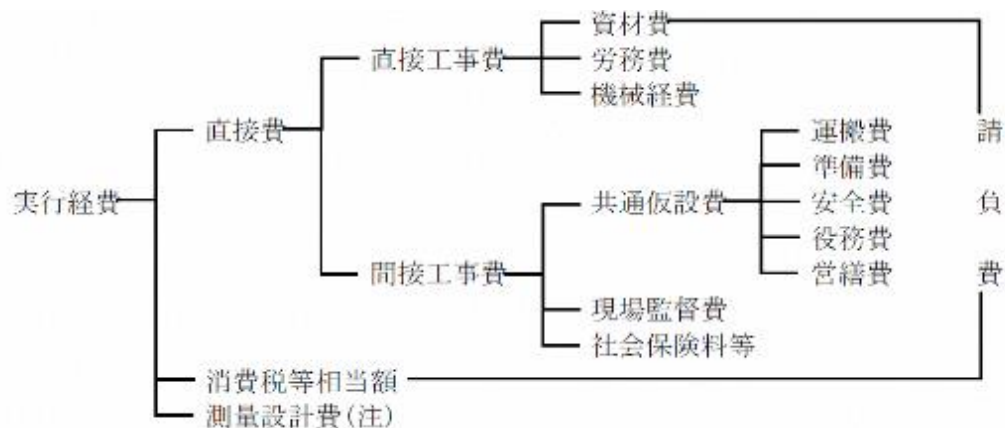 資材費
直接工事費
労務費
機械経費
直接費
運搬費
請
準備費
実行経費
共通仮設費
安全費
負
役務費
間接工事費
営繕費
費
現場監督費
社会保険料等
消費税等相当額
測量設計費(注)